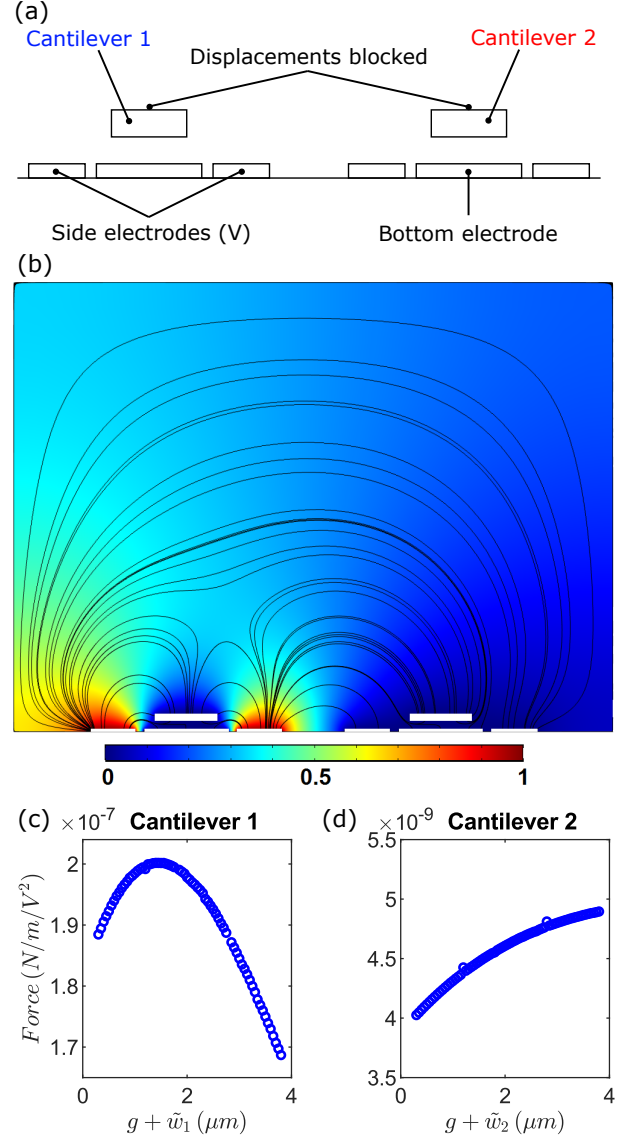 (a)
Cantilever 1
Displacements blocked
Cantilever 2
Side electrodes (V)
Bottom electrode
(b)
0
0.5
1
(c)
×10⁻⁷
Cantilever 1
2
1.9
1.8
1.7
Force (N/m/V²)
0
2
4
g + w̃₁ (μm)
(d)
×10⁻⁹
Cantilever 2
5.5
5
4.5
4
3.5
0
2
4
g + w̃₂ (μm)